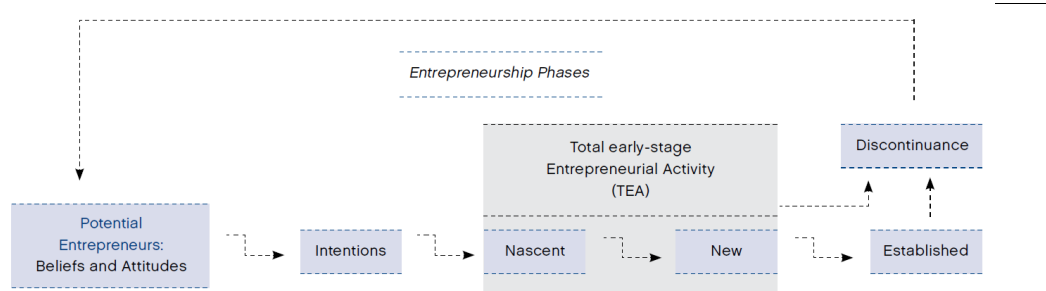 Entrepreneurship Phases
Total early-stage
Entrepreneurial Activity
(TEA)
Discontinuance
Potential
Entrepreneurs:
Beliefs and Attitudes
Intentions
Nascent
New
Established